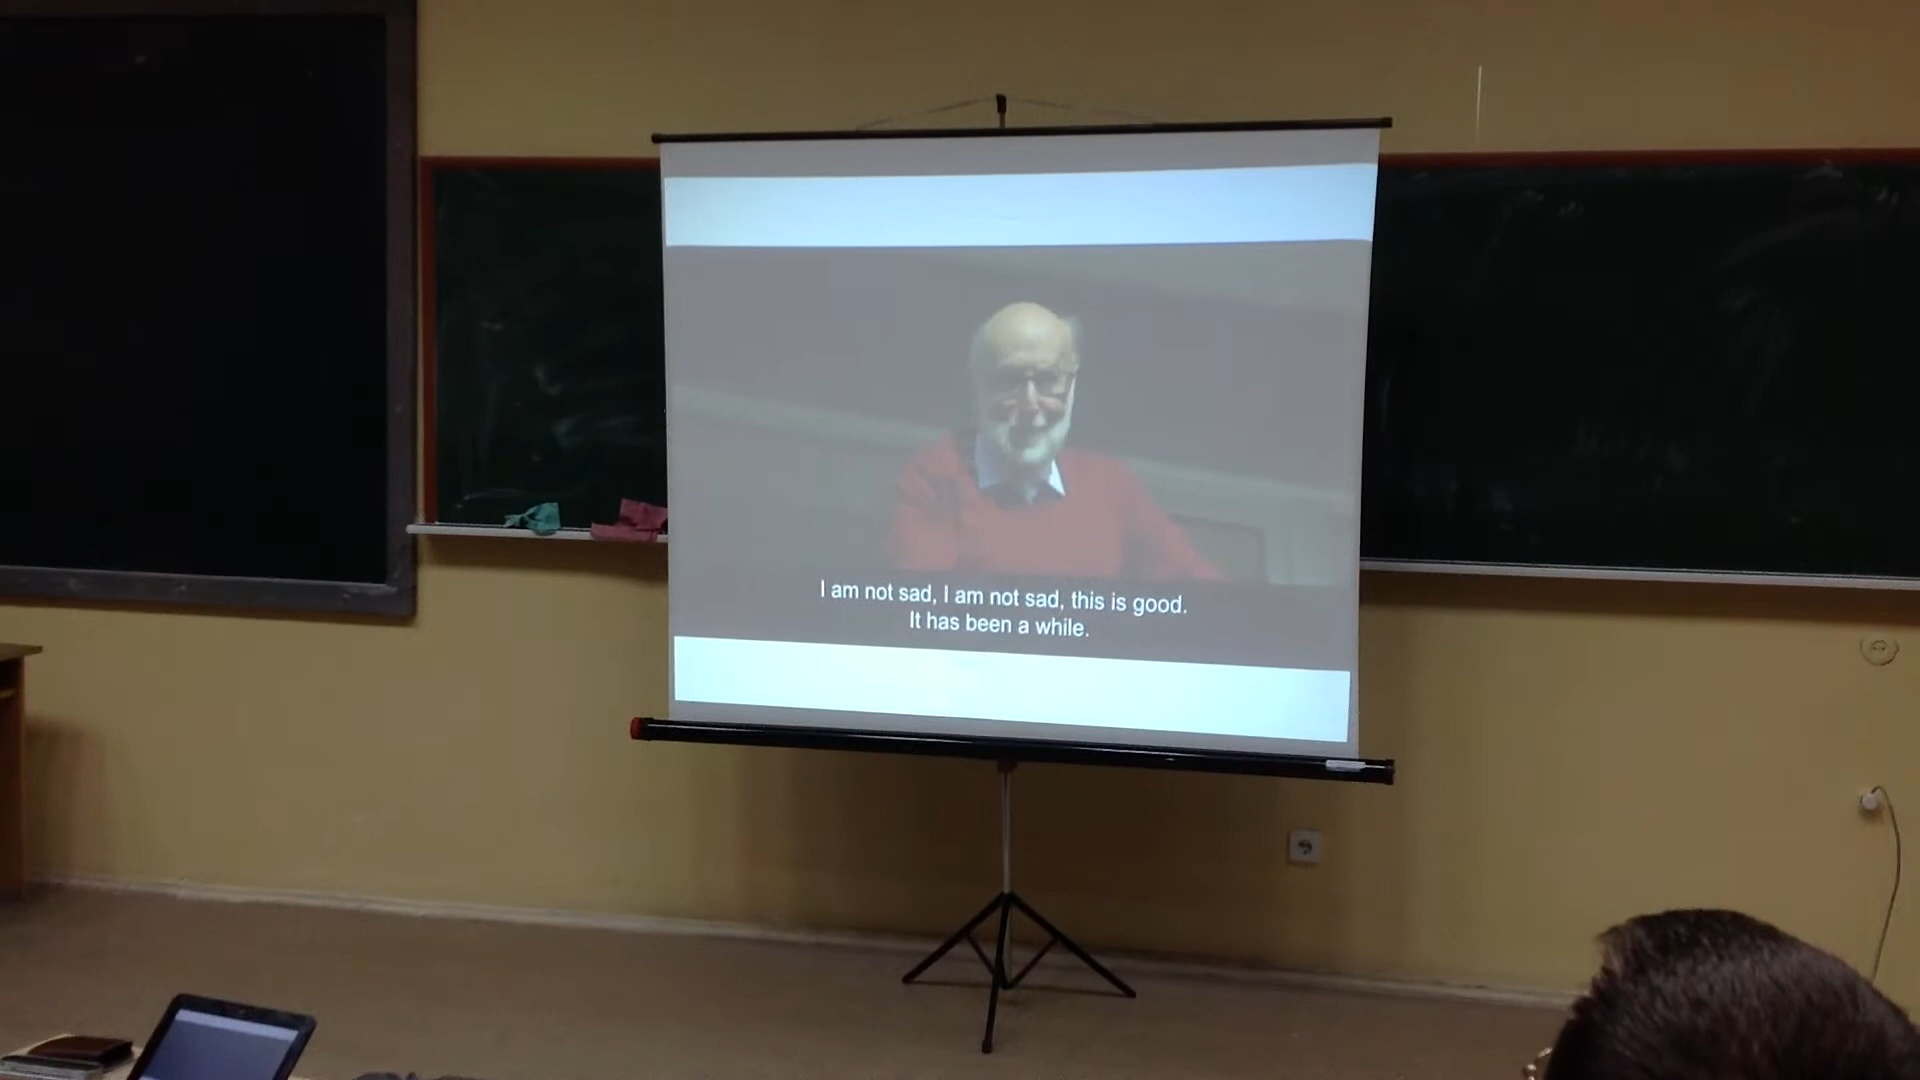 I am not sad, I am not sad, this is good.
It has been a while.